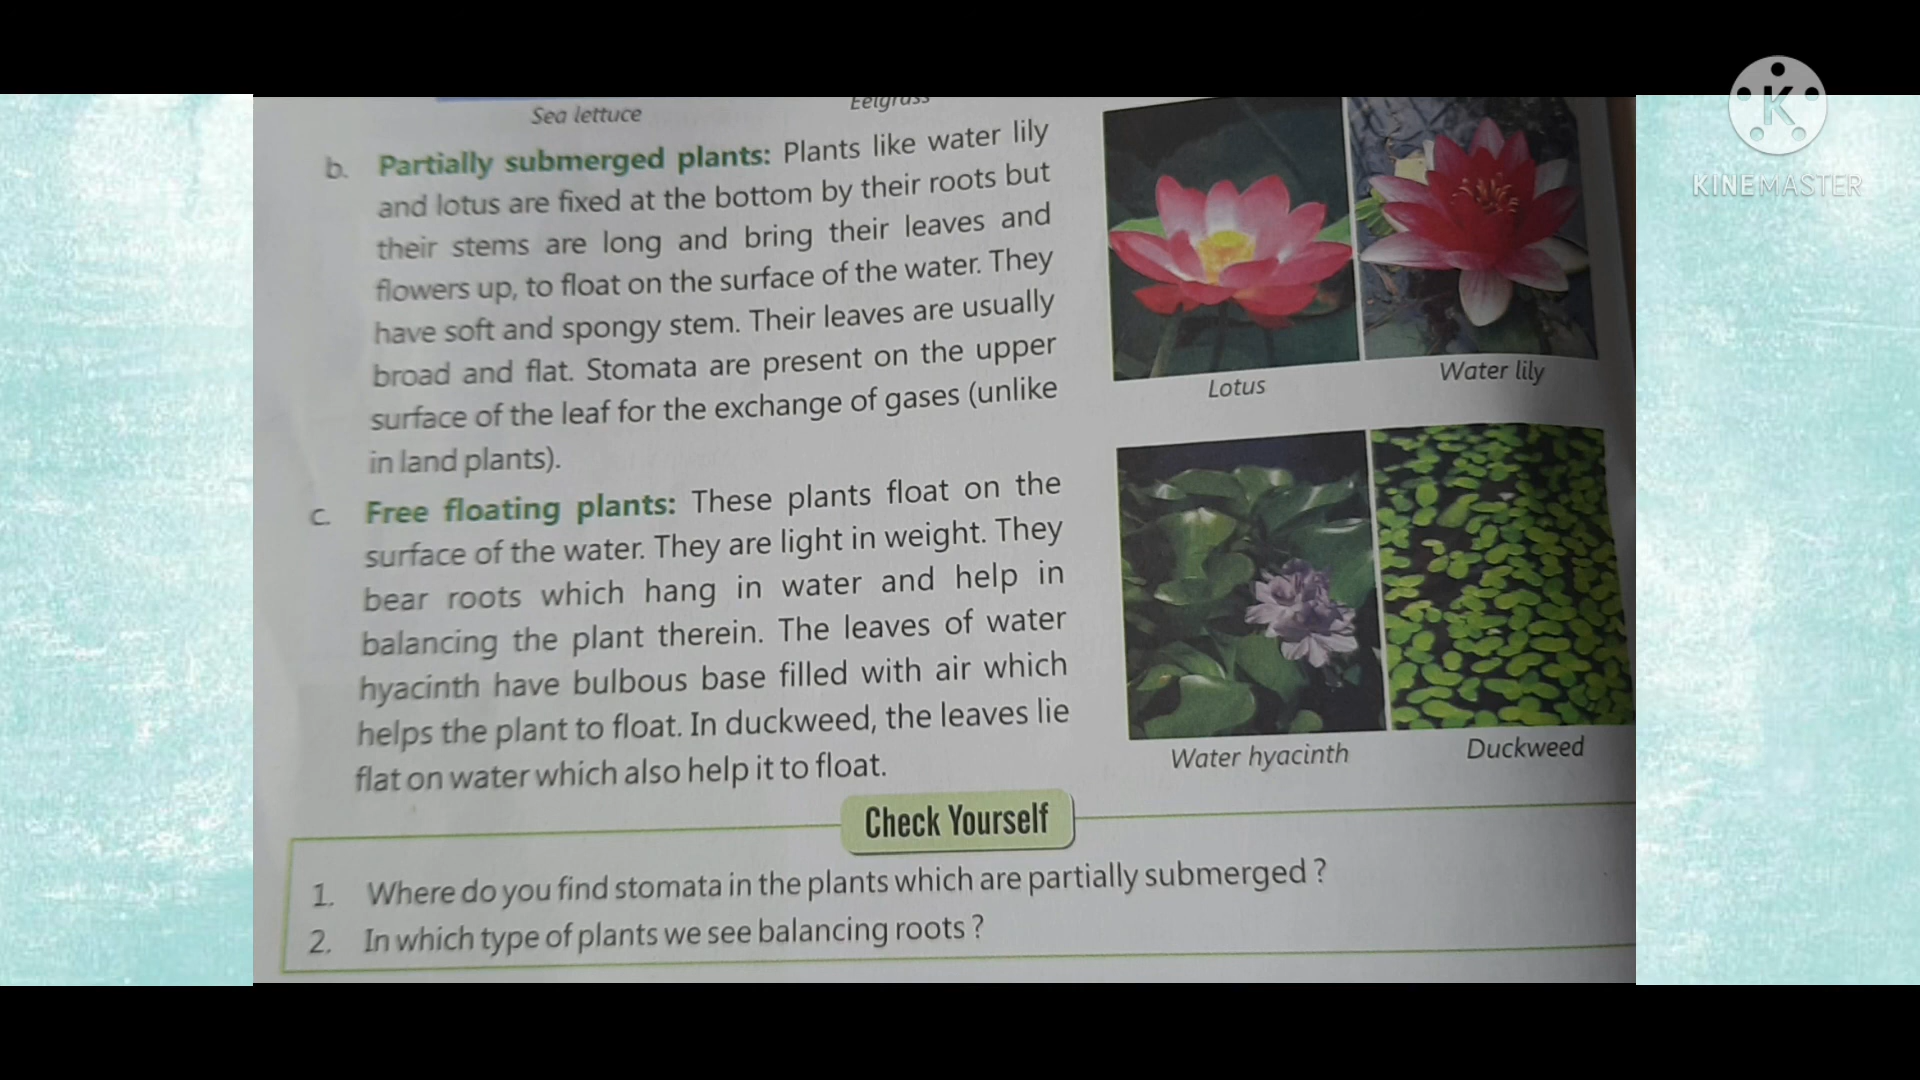 KINEMASTER
Sea lettuce
Eelgrass
b. Partially submerged plants: Plants like water lily
and lotus are fixed at the bottom by their roots but
their stems are long and bring their leaves and
flowers up, to float on the surface of the water. They
have soft and spongy stem. Their leaves are usually
broad and flat. Stomata are present on the upper
surface of the leaf for the exchange of gases (unlike
in land plants).
Lotus
Water lily
c. Free floating plants: These plants float on the
surface of the water. They are light in weight. They
bear roots which hang in water and help in
balancing the plant therein. The leaves of water
hyacinth have bulbous base filled with air which
helps the plant to float. In duckweed, the leaves lie
flat on water which also help it to float.
Water hyacinth
Duckweed
Check Yourself
1. Where do you find stomata in the plants which are partially submerged ?
2. In which type of plants we see balancing roots ?